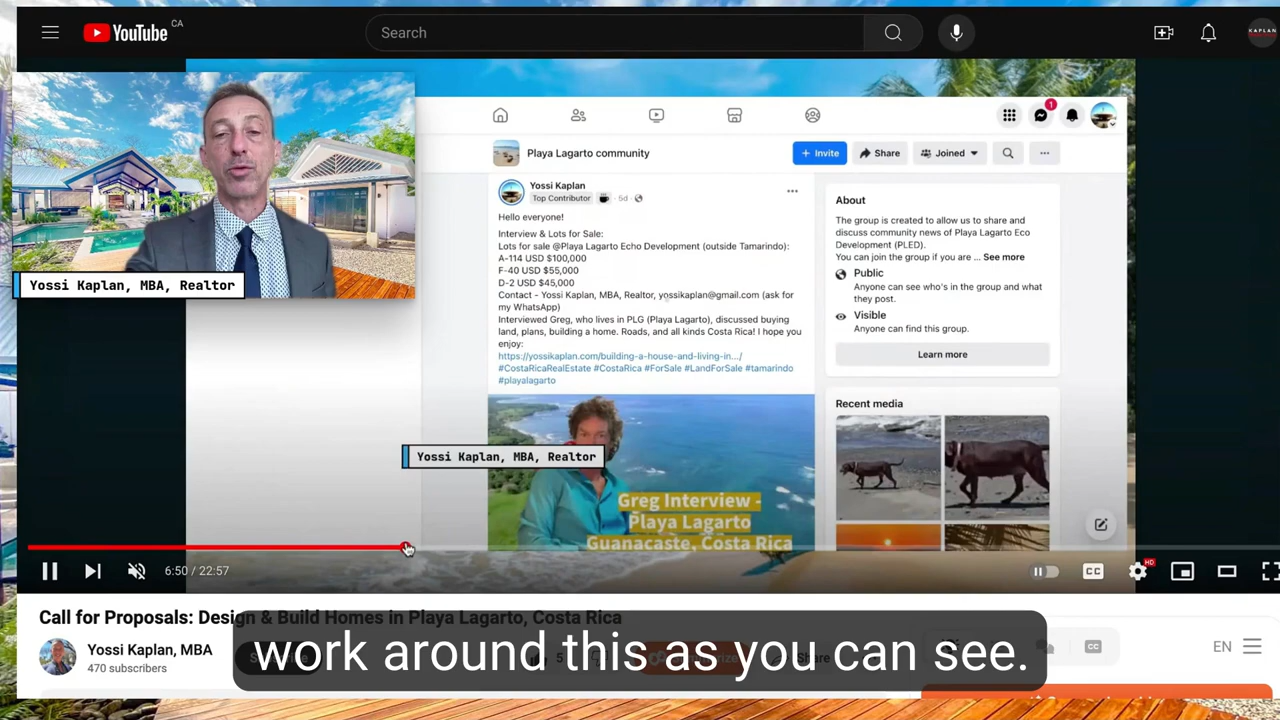 YouTube CA
Search
KAPLAN
Yossi Kaplan, MBA, Realtor
1
Playa Lagarto community
+ Invite
Share
Joined
Yossi Kaplan
Top Contributor · 5d ·
Hello everyone!
Interview & Lots for Sale:
Lots for sale @Playa Lagarto Echo Development (outside Tamarindo):
A-114 USD $100,000
F-40 USD $55,000
D-2 USD $45,000
Contact - Yossi Kaplan, MBA, Realtor, yossikaplan@gmail.com (ask for
my WhatsApp)
Interviewed Greg, who lives in PLG (Playa Lagarto), discussed buying
land, plans, building a home. Roads, and all kinds Costa Rica! I hope you
enjoy:
https://yossikaplan.com/building-a-house-and-living-in.../
#CostaRicaRealEstate #CostaRica #ForSale #LandForSale #tamarindo
#playalagarto
Yossi Kaplan, MBA, Realtor
Greg Interview -
Playa Lagarto
Guanacaste, Costa Rica
About
The group is created to allow us to share and
discuss community news of Playa Lagarto Eco
Development (PLED).
You can join the group if you are ... See more
Public
Anyone can see who's in the group and what
they post.
Visible
Anyone can find this group.
Learn more
Recent media
6:50 / 22:57
CC
HD
Call for Proposals: Design & Build Homes in Playa Lagarto, Costa Rica
Yossi Kaplan, MBA
470 subscribers
CC
EN
work around this as you can see.